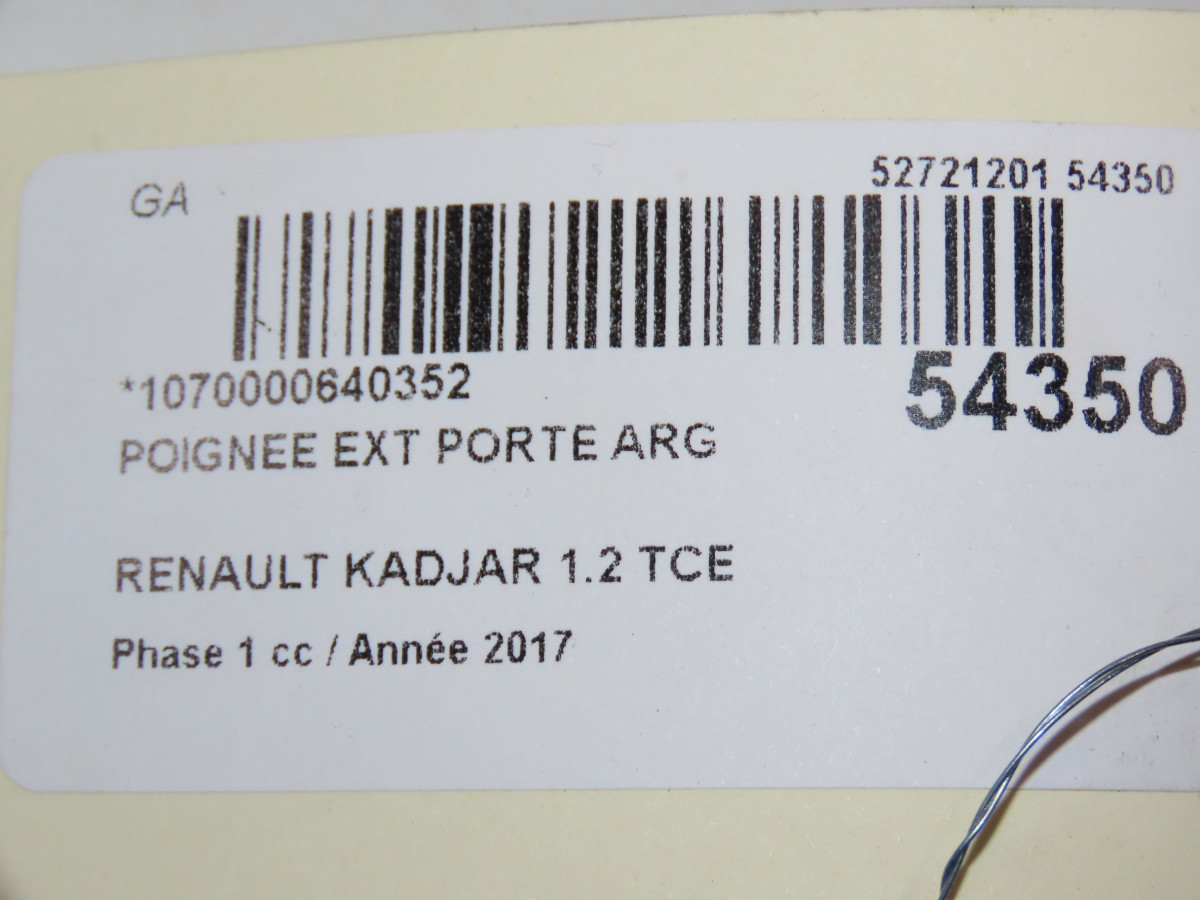 GA
52721201 54350
*1070000640352
54350
POIGNEE EXT PORTE ARG
RENAULT KADJAR 1.2 TCE
Phase 1 cc / Année 2017